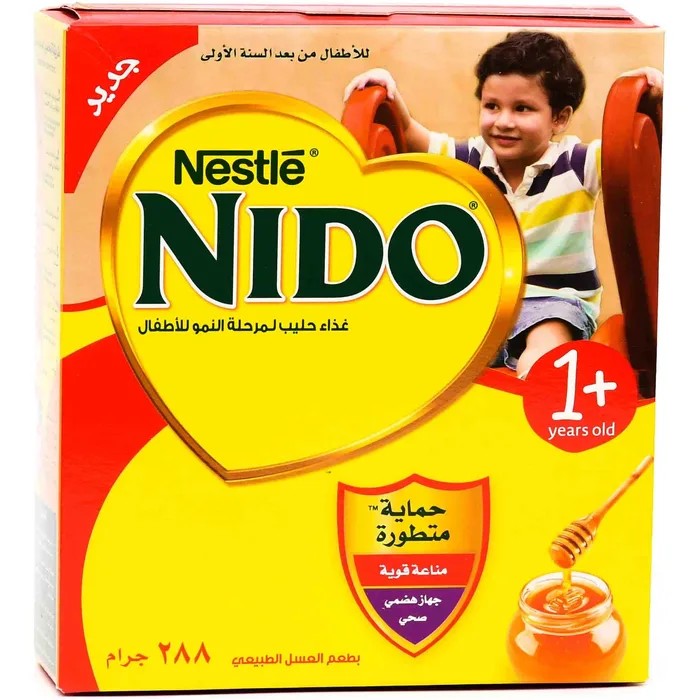 جديد
للأطفال من بعد السنة الأولى
Nestlé®
NIDO®
غذاء حليب لمرحلة النمو للأطفال
1+
years old
حماية™
متطورة
مناعة قوية
جهاز هضمي
صحي
بطعم العسل الطبيعي
٢٨٨ جرام